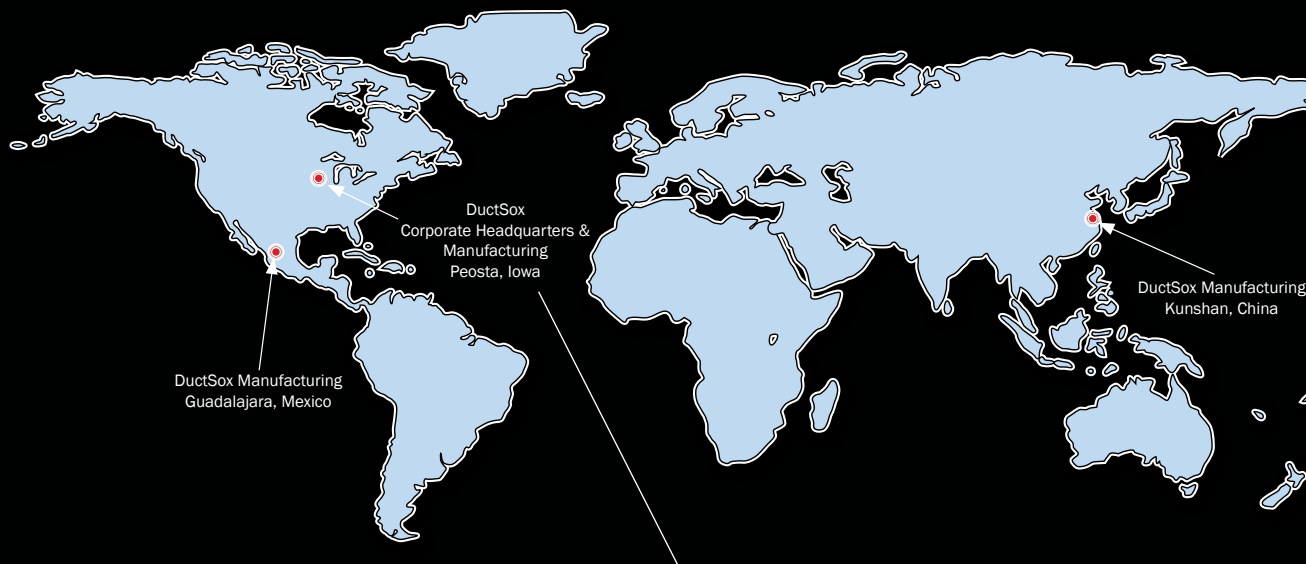 DuctSox
Corporate Headquarters &
Manufacturing
Peosta, Iowa
DuctSox Manufacturing
Kunshan, China
DuctSox Manufacturing
Guadalajara, Mexico